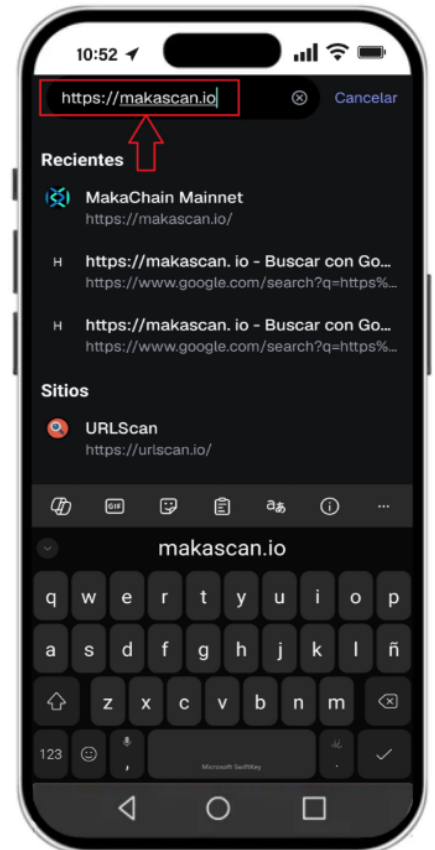 10:52
https://makascan.io
Cancelar
Recientes
MakaChain Mainnet
https://makascan.io/
H
https://makascan. io - Buscar con Go...
https://www.google.com/search?q=https%...
H
https://makascan. io - Buscar con Go...
https://www.google.com/search?q=https%...
Sitios
URLScan
https://urlscan.io/
GIF
makascan.io
q w e r t y u i o p
a s d f g h j k l ñ
z x c v b n m
123 , Microsoft SwiftKey .